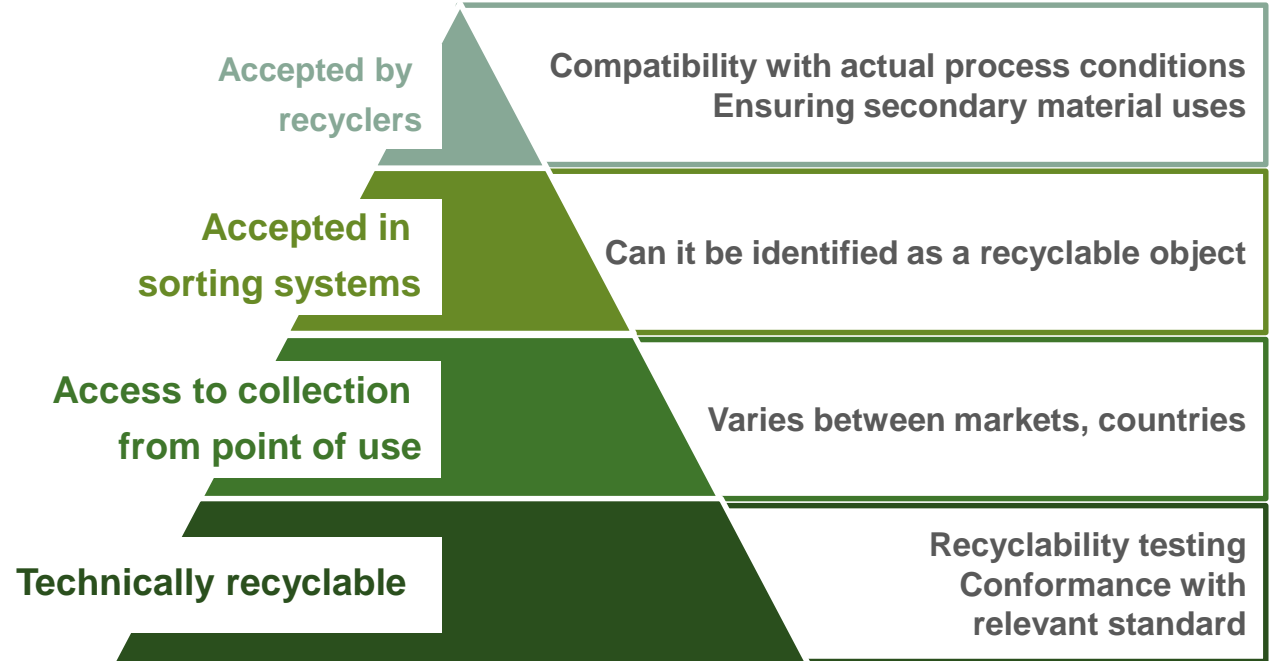 Accepted by
recyclers
Compatibility with actual process conditions
Ensuring secondary material uses
Accepted in
sorting systems
Can it be identified as a recyclable object
Access to collection
from point of use
Varies between markets, countries
Technically recyclable
Recyclability testing
Conformance with
relevant standard